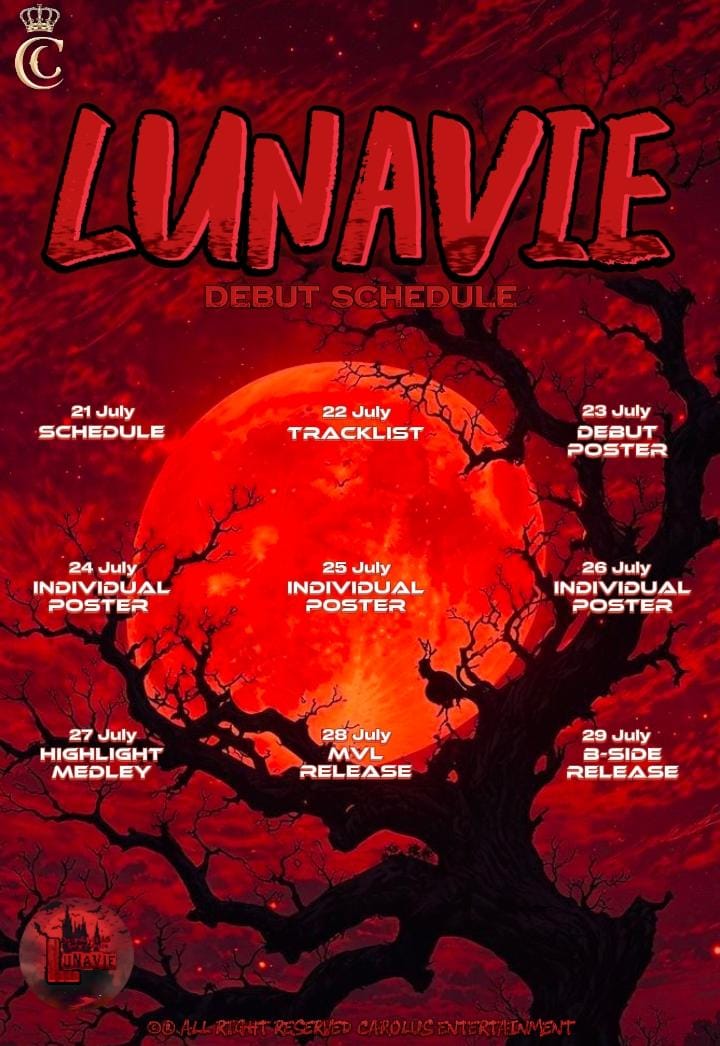 CC
LUNAVIE
DEBUT SCHEDULE
21 July
SCHEDULE
22 July
TRACKLIST
23 July
DEBUT
POSTER
24 July
INDIVIDUAL
POSTER
25 July
INDIVIDUAL
POSTER
26 July
INDIVIDUAL
POSTER
27 July
HIGHLIGHT
MEDLEY
28 July
MVL
RELEASE
29 July
B-SIDE
RELEASE
LUNAVIE
©® ALL RIGHT RESERVED CAROLUS ENTERTAINMENT